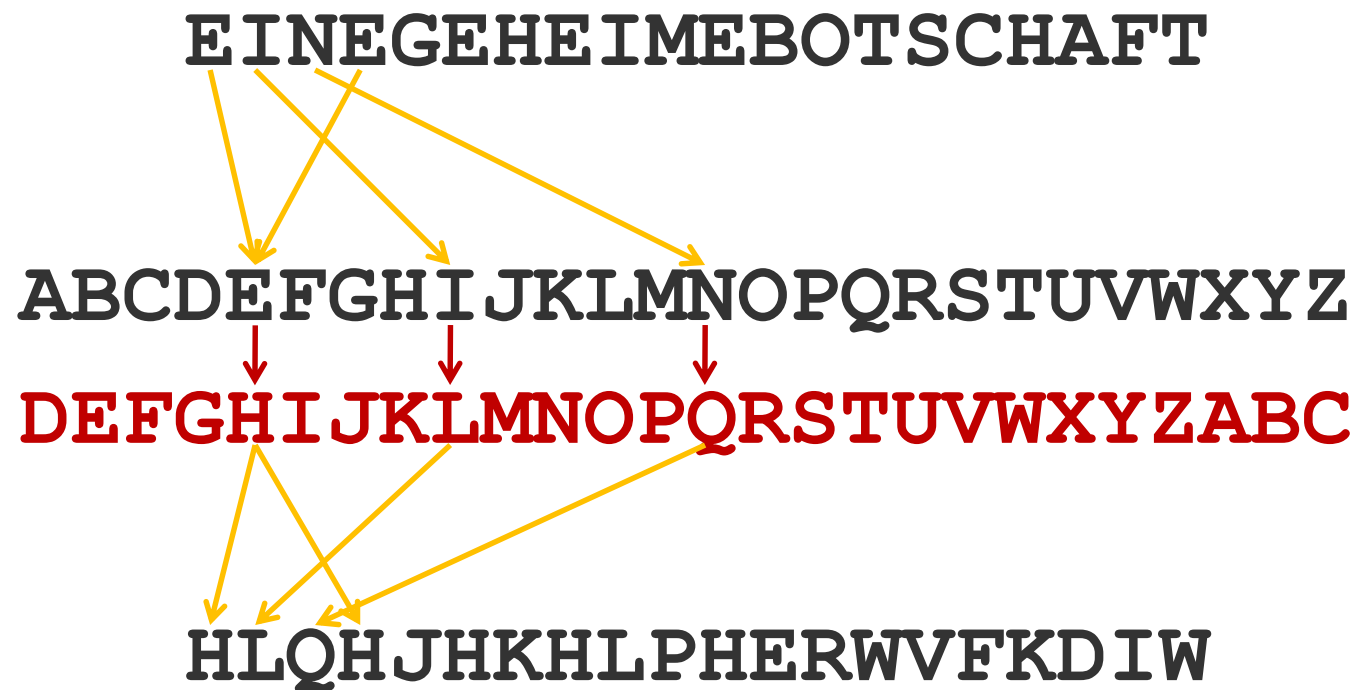 EINEGEHEIMEBOTSCHAFT
ABCDEFGHIJKLMNOPQRSTUVWXYZ
DEFGHIJKLMNOPQRSTUVWXYZABC
HLQHJHKHLPHERWVFKDIW